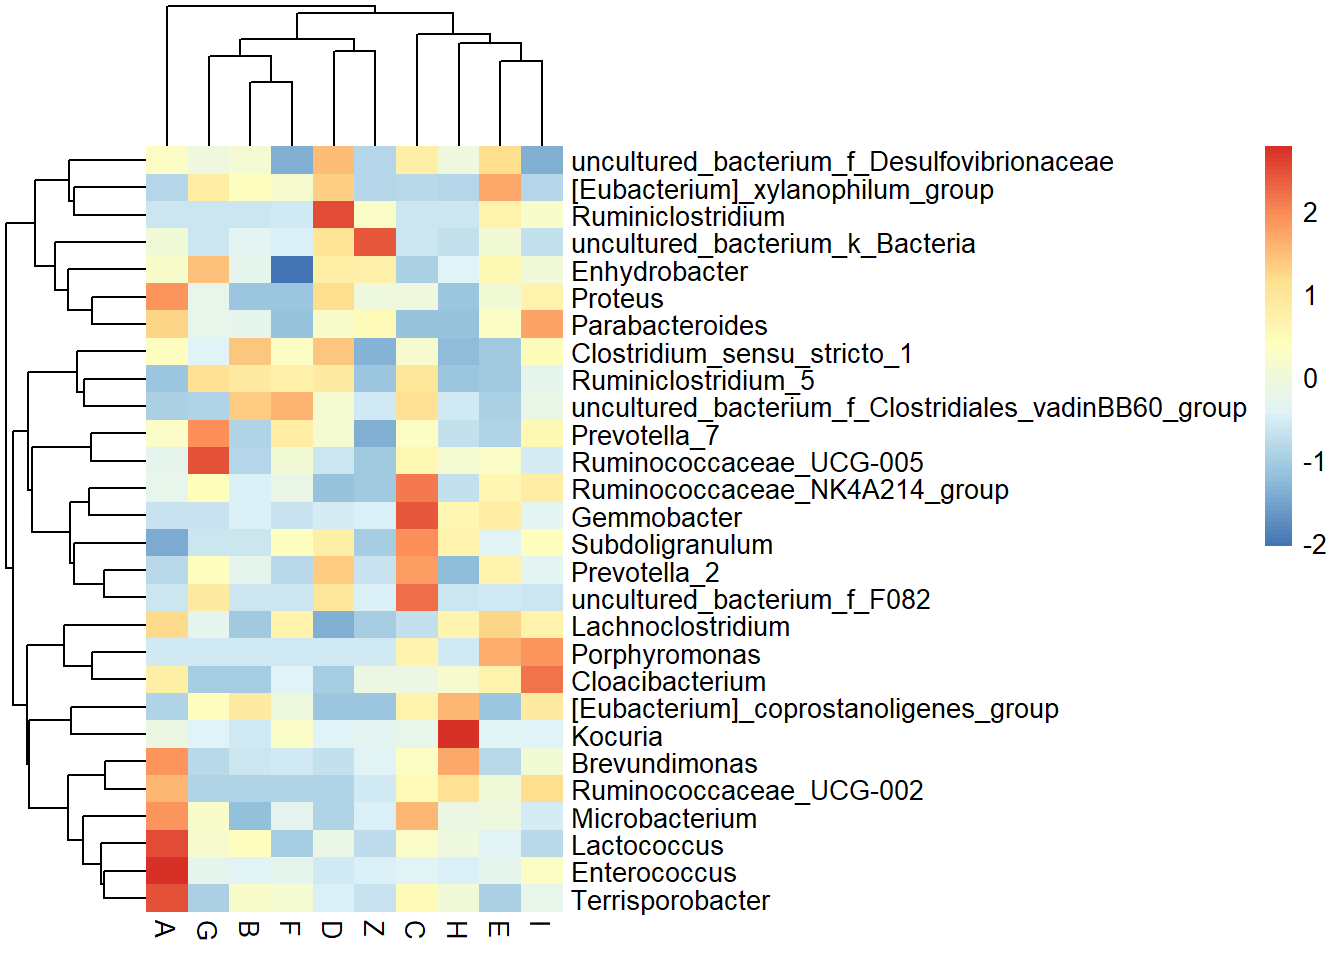 uncultured_bacterium_f_Desulfovibrionaceae
[Eubacterium]_xylanophilum_group
Ruminiclostridium
uncultured_bacterium_k_Bacteria
Enhydrobacter
Proteus
Parabacteroides
Clostridium_sensu_stricto_1
Ruminiclostridium_5
uncultured_bacterium_f_Clostridiales_vadinBB60_group
Prevotella_7
Ruminococcaceae_UCG-005
Ruminococcaceae_NK4A214_group
Gemmobacter
Subdoligranulum
Prevotella_2
uncultured_bacterium_f_F082
Lachnoclostridium
Porphyromonas
Cloacibacterium
[Eubacterium]_coprostanoligenes_group
Kocuria
Brevundimonas
Ruminococcaceae_UCG-002
Microbacterium
Lactococcus
Enterococcus
Terrisporobacter
A G B F D Z C H E I
2
1
0
-1
-2